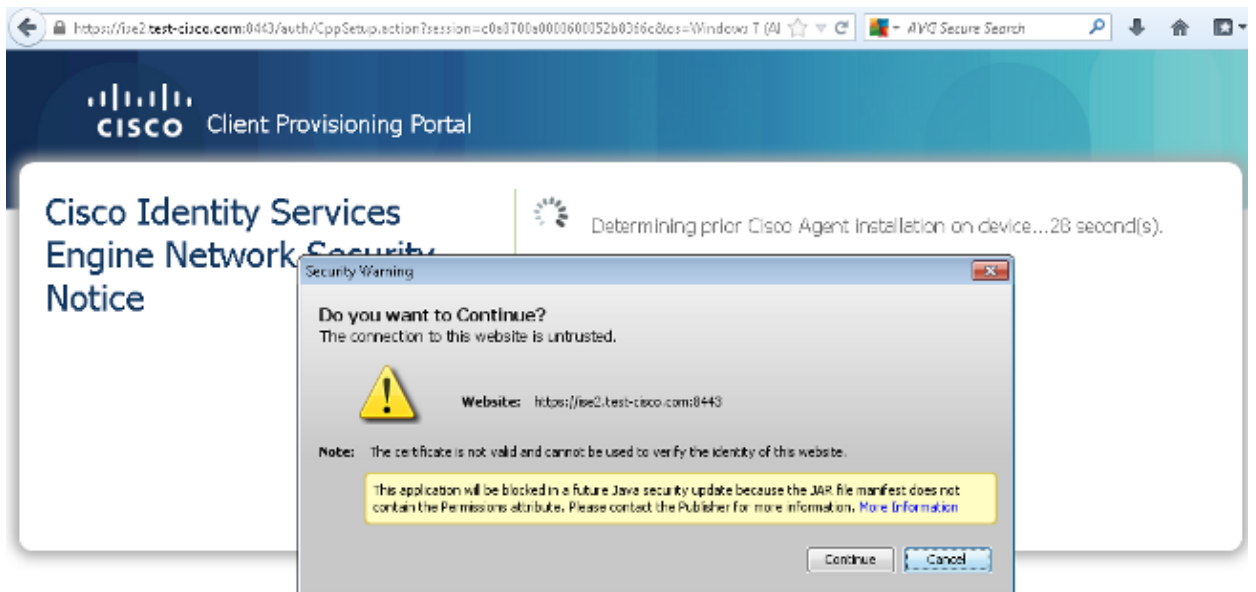 https://ise2.test-cisco.com:8443/auth/CppSetup.action?session=c0a8700a0000600052b0366c&os=Windows 7 (Al
AVG Secure Search
CISCO Client Provisioning Portal
Cisco Identity Services
Engine Network Security
Notice
Determining prior Cisco Agent installation on device...28 second(s).
Security Warning
Do you want to Continue?
The connection to this website is untrusted.
Website: https://ise2.test-cisco.com:8443
Note: The certificate is not valid and cannot be used to verify the identity of this website.
This application will be blocked in a future Java security update because the JAR file manifest does not
contain the Permissions attribute. Please contact the Publisher for more information. More Information
Continue
Cancel